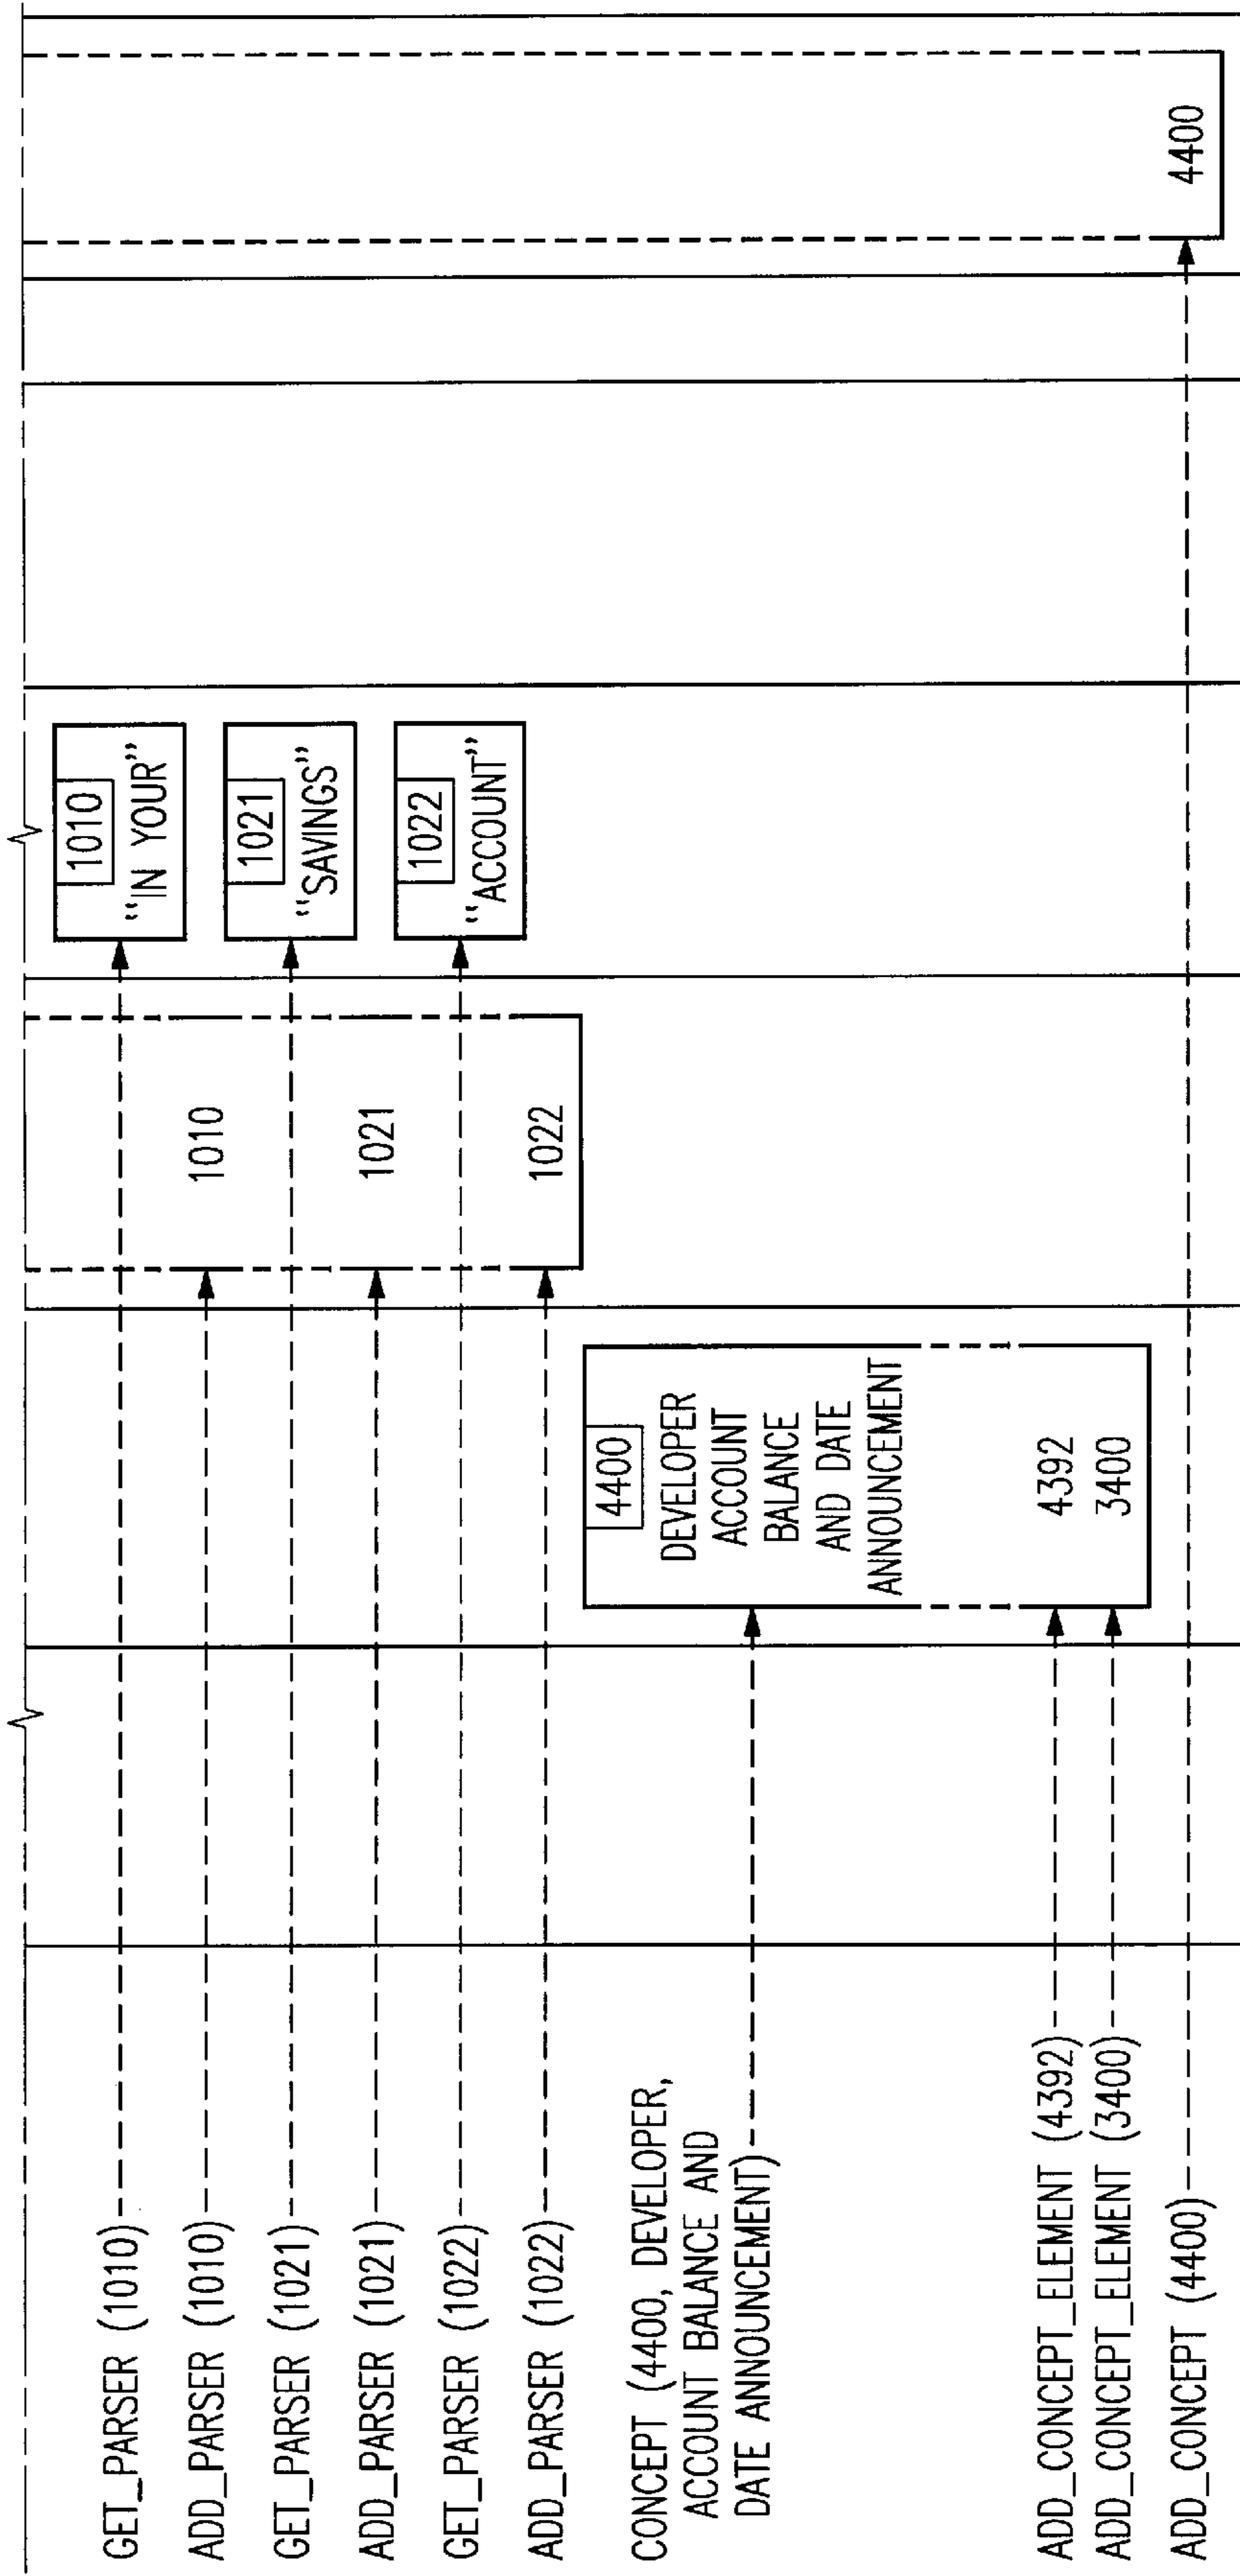 GET_PARSER (1010)
"IN YOUR"
1010
ADD_PARSER (1010)
1010
GET_PARSER (1021)
"SAVINGS"
1021
ADD_PARSER (1021)
1021
GET_PARSER (1022)
"ACCOUNT"
1022
ADD_PARSER (1022)
1022
CONCEPT (4400, DEVELOPER,
ACCOUNT BALANCE AND
DATE ANNOUNCEMENT)
4400
DEVELOPER
ACCOUNT
BALANCE
AND DATE
ANNOUNCEMENT
ADD_CONCEPT_ELEMENT (4392)
4392
ADD_CONCEPT_ELEMENT (3400)
3400
ADD_CONCEPT (4400)
4400